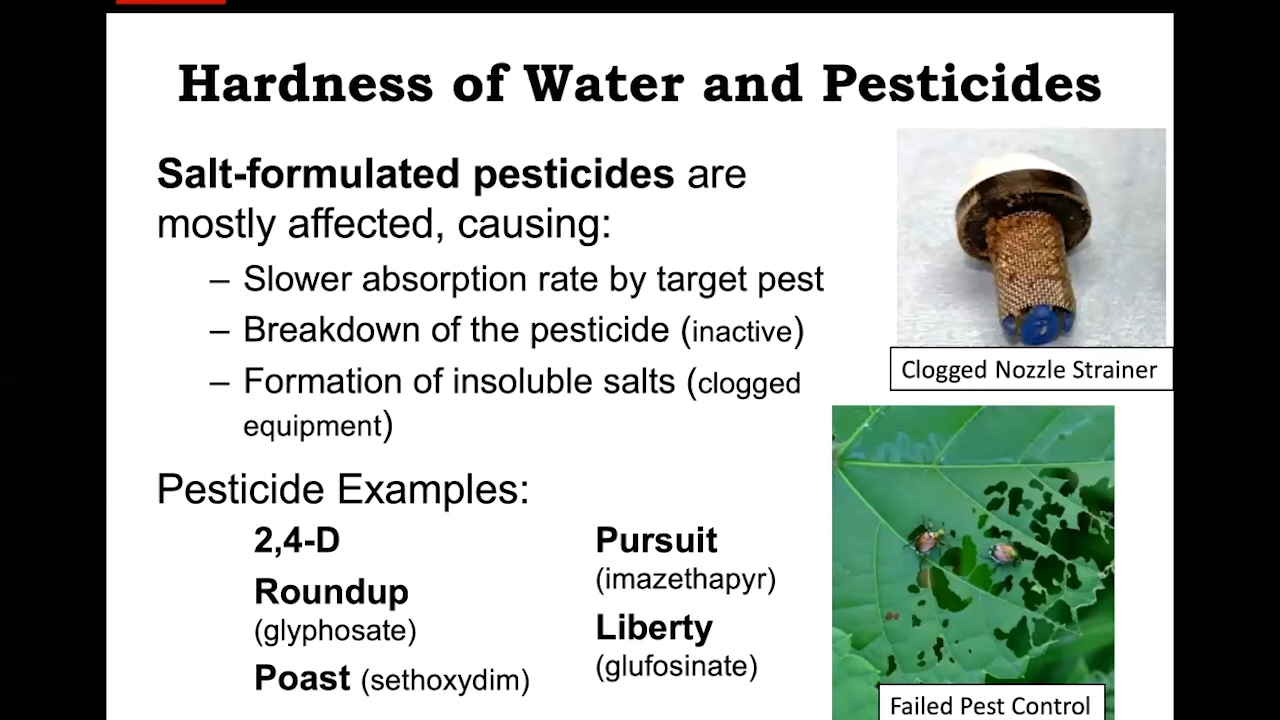 Hardness of Water and Pesticides
Salt-formulated pesticides are
mostly affected, causing:
– Slower absorption rate by target pest
– Breakdown of the pesticide (inactive)
– Formation of insoluble salts (clogged
equipment)
Clogged Nozzle Strainer
Pesticide Examples:
2,4-D
Roundup
(glyphosate)
Poast (sethoxydim)
Pursuit
(imazethapyr)
Liberty
(glufosinate)
Failed Pest Control